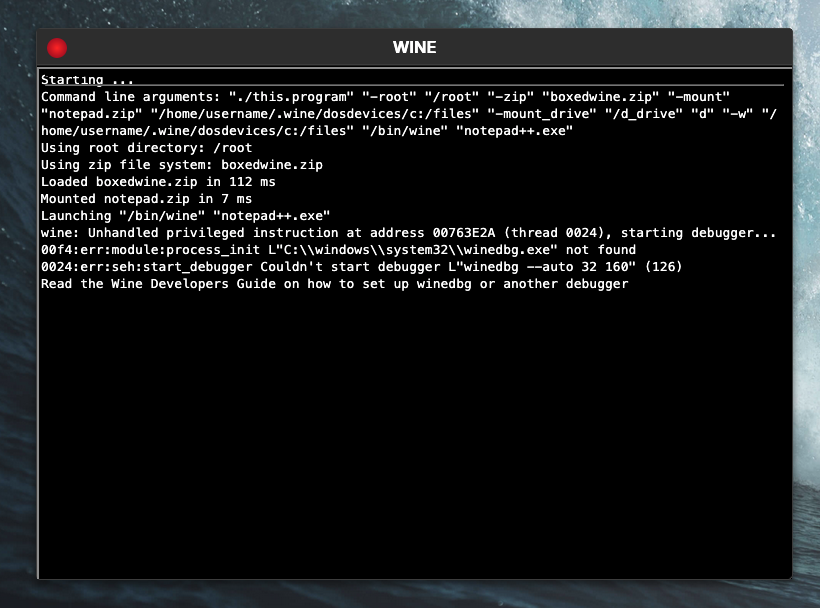 WINE
Starting ...
Command line arguments: "./this.program" "-root" "/root" "-zip" "boxedwine.zip" "-mount"
"notepad.zip" "/home/username/.wine/dosdevices/c:/files" "-mount_drive" "/d_drive" "d" "-w" "/
home/username/.wine/dosdevices/c:/files" "/bin/wine" "notepad++.exe"
Using root directory: /root
Using zip file system: boxedwine.zip
Loaded boxedwine.zip in 112 ms
Mounted notepad.zip in 7 ms
Launching "/bin/wine" "notepad++.exe"
wine: Unhandled privileged instruction at address 00763E2A (thread 0024), starting debugger...
00f4:err:module:process_init L"C:\\windows\\system32\\winedbg.exe" not found
0024:err:seh:start_debugger Couldn't start debugger L"winedbg --auto 32 160" (126)
Read the Wine Developers Guide on how to set up winedbg or another debugger